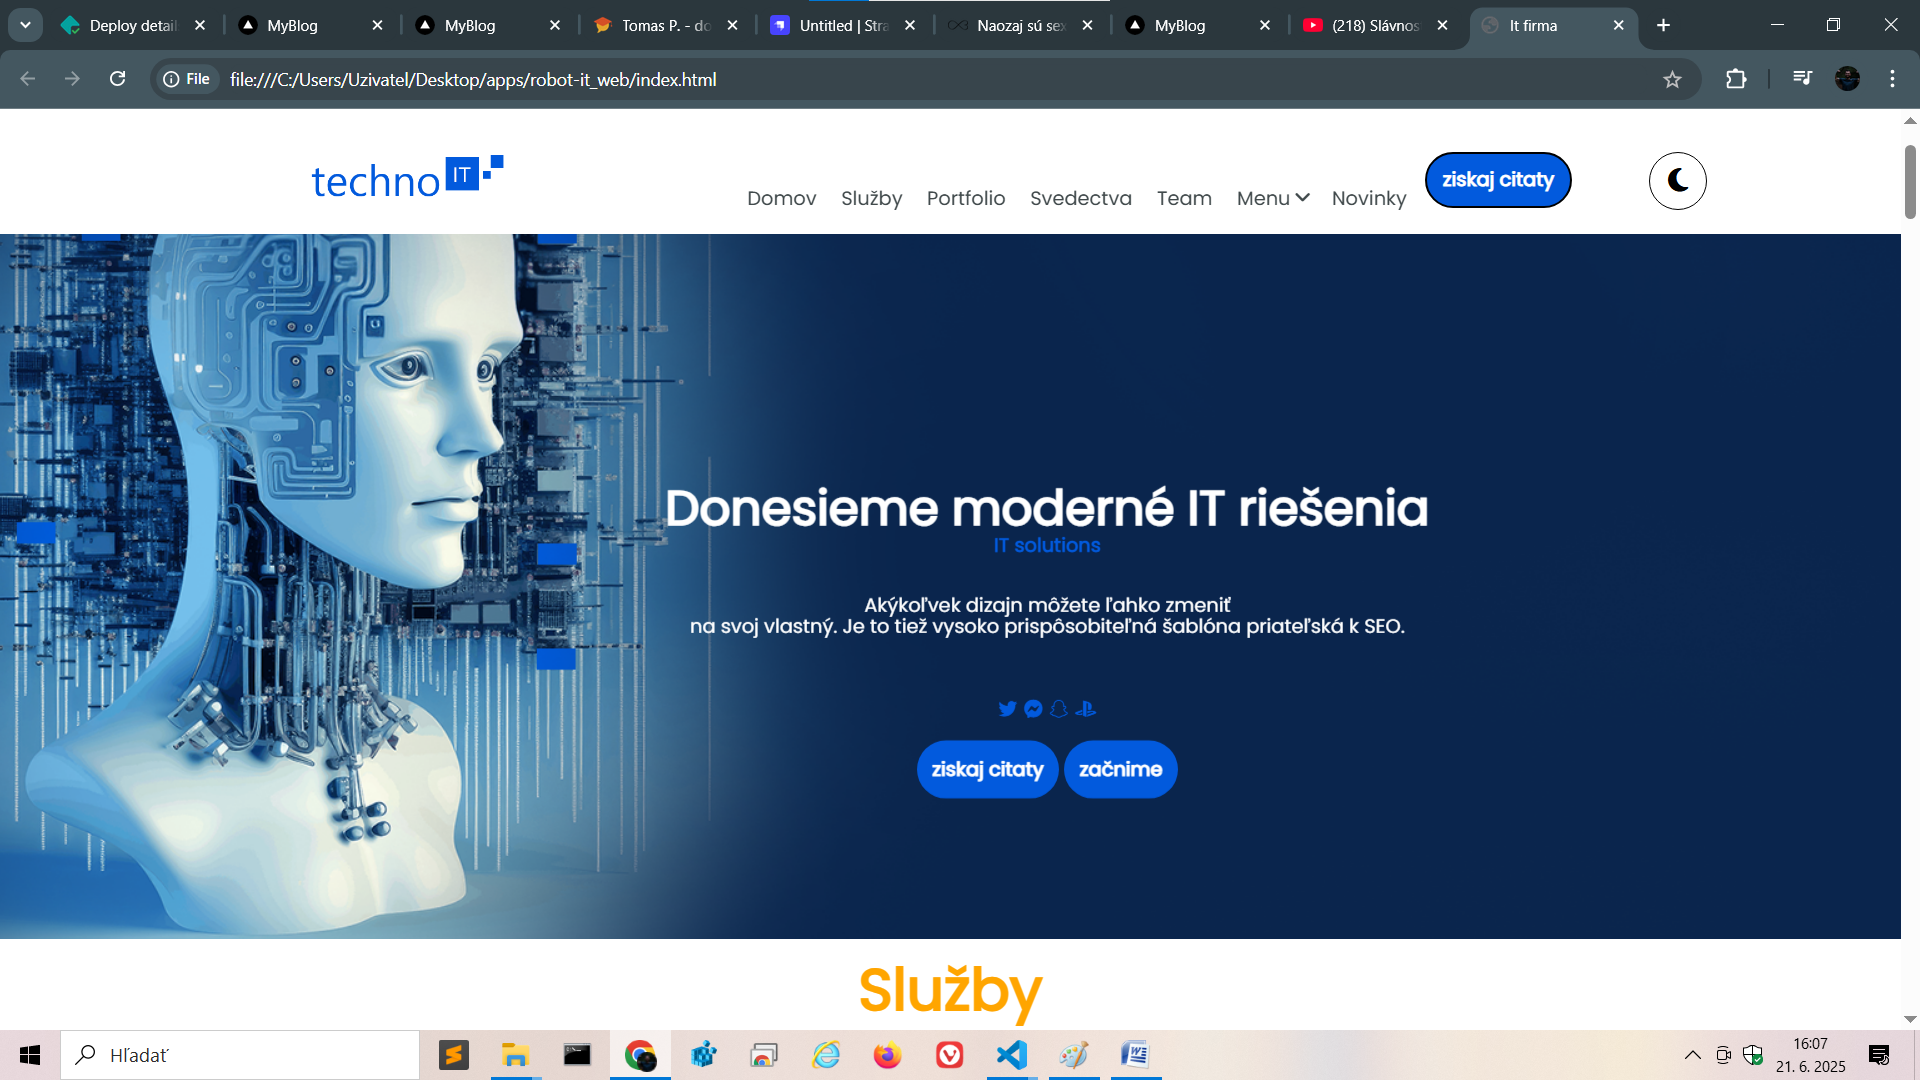 Deploy detail
MyBlog
MyBlog
Tomas P. - do
Untitled | Stra
Naozaj sú sex
MyBlog
(218) Slávnos
It firma
File
file:///C:/Users/Uzivatel/Desktop/apps/robot-it_web/index.html
techno IT
Domov
Služby
Portfolio
Svedectva
Team
Menu
Novinky
ziskaj citaty
Donesieme moderné IT riešenia
IT solutions
Akýkoľvek dizajn môžete ľahko zmeniť
na svoj vlastný. Je to tiež vysoko prispôsobiteľná šablóna priateľská k SEO.
ziskaj citaty
začnime
Služby
Hľadať
16:07
21. 6. 2025